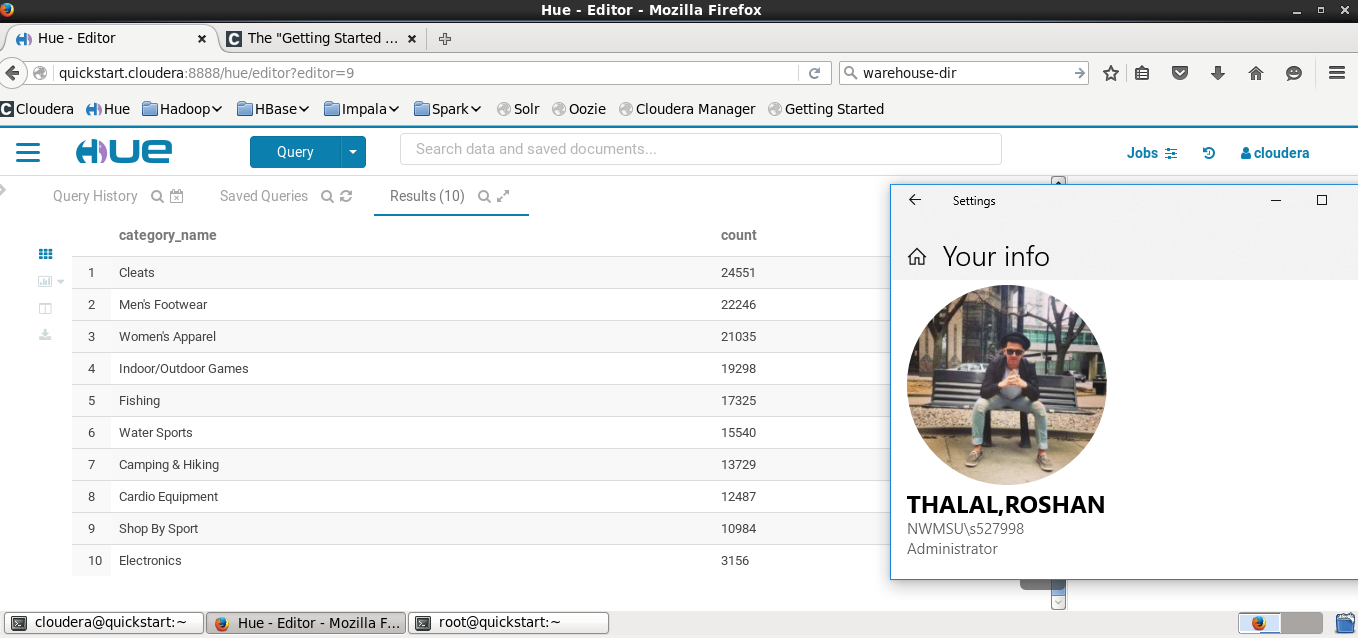 Hue - Editor - Mozilla Firefox
Hue - Editor
The "Getting Started ...
quickstart.cloudera:8888/hue/editor?editor=9
warehouse-dir
Cloudera Hue Hadoop HBase Impala Spark Solr Oozie Cloudera Manager Getting Started
HUE Query Search data and saved documents... Jobs cloudera
Query History Saved Queries Results (10)
category_name count
1 Cleats 24551
2 Men's Footwear 22246
3 Women's Apparel 21035
4 Indoor/Outdoor Games 19298
5 Fishing 17325
6 Water Sports 15540
7 Camping & Hiking 13729
8 Cardio Equipment 12487
9 Shop By Sport 10984
10 Electronics 3156
Settings
Your info
THALAL,ROSHAN
NWMSU\s527998
Administrator
cloudera@quickstart:~ Hue - Editor - Mozilla F... root@quickstart:~